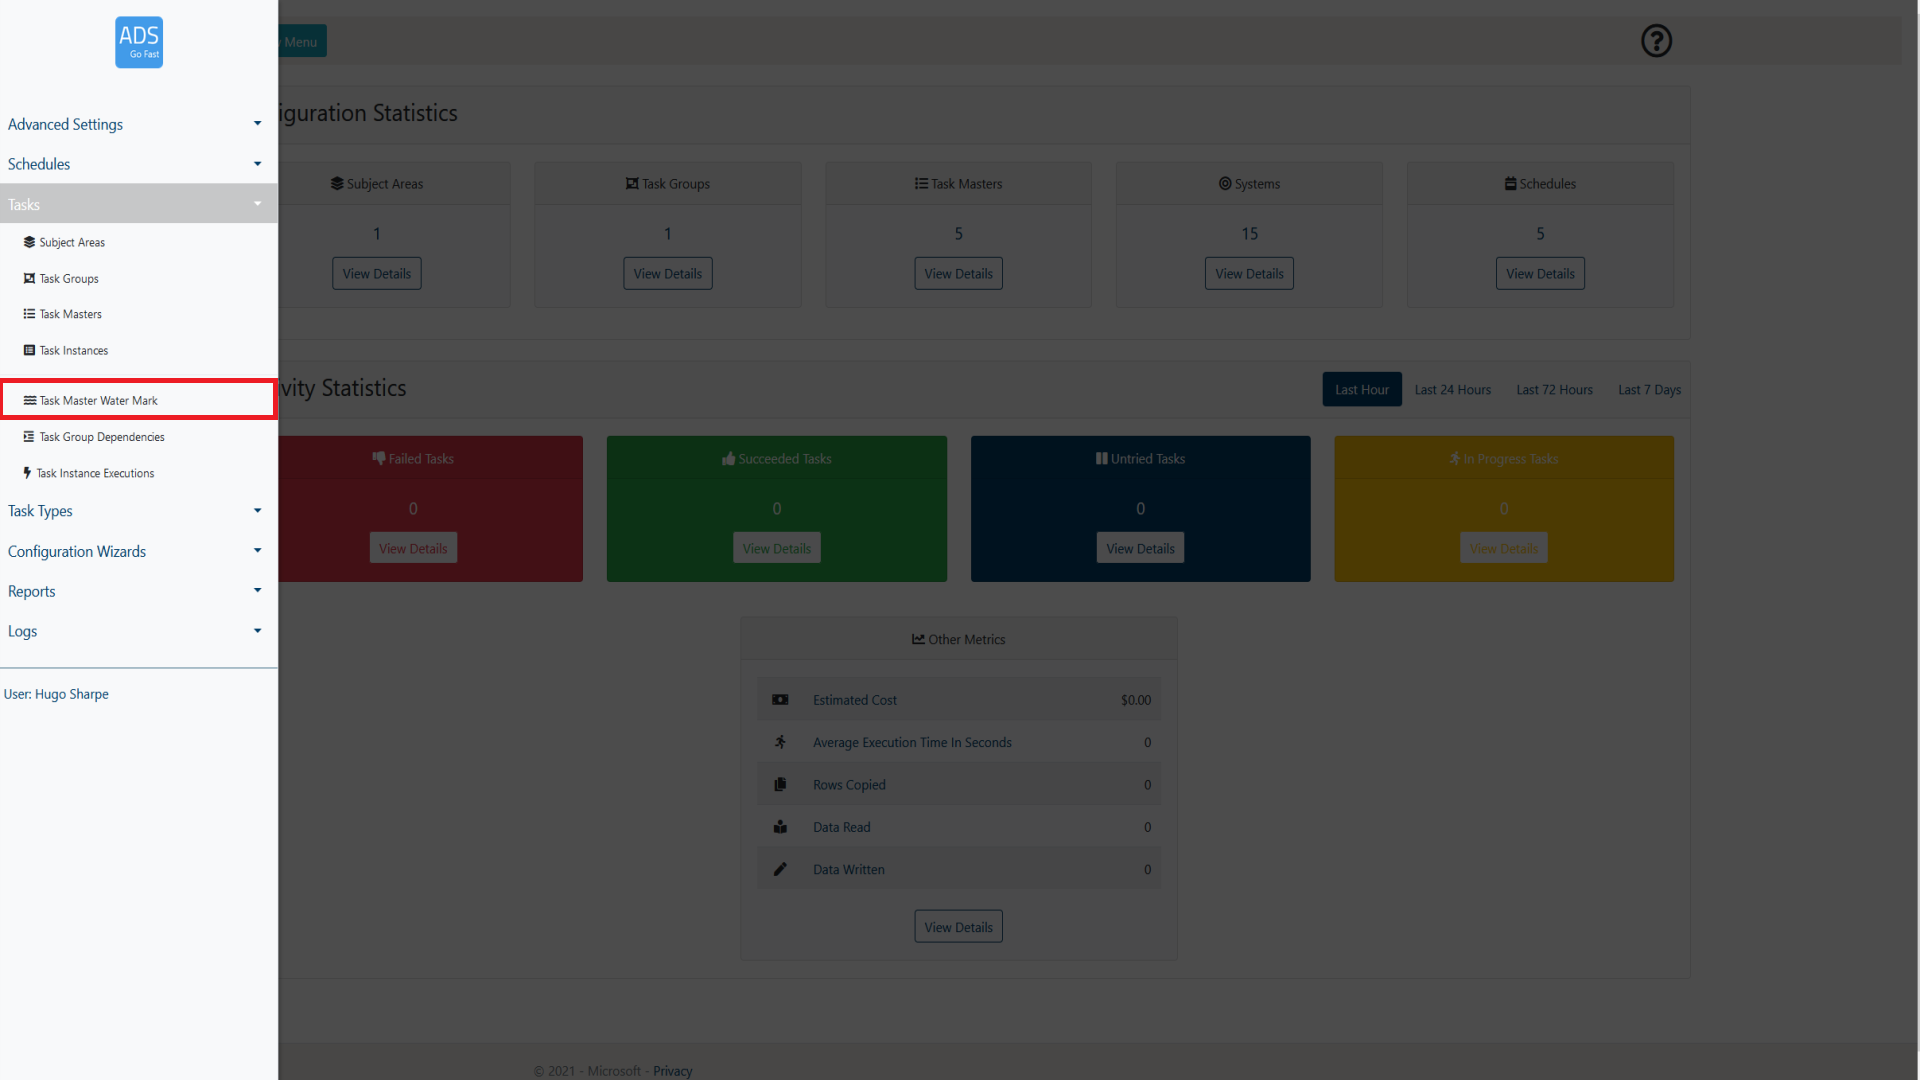 ADS
Go Fast
Menu
Advanced Settings
Schedules
Tasks
Subject Areas
Task Groups
Task Masters
Task Instances
Task Master Water Mark
Task Group Dependencies
Task Instance Executions
Task Types
Configuration Wizards
Reports
Logs
User: Hugo Sharpe
iguration Statistics
Subject Areas
1
View Details
Task Groups
1
View Details
Task Masters
5
View Details
Systems
15
View Details
Schedules
5
View Details
vity Statistics
Last Hour Last 24 Hours Last 72 Hours Last 7 Days
Failed Tasks
0
View Details
Succeeded Tasks
0
View Details
Untried Tasks
0
View Details
In Progress Tasks
0
View Details
Other Metrics
Estimated Cost $0.00
Average Execution Time In Seconds 0
Rows Copied 0
Data Read 0
Data Written 0
View Details
© 2021 - Microsoft - Privacy